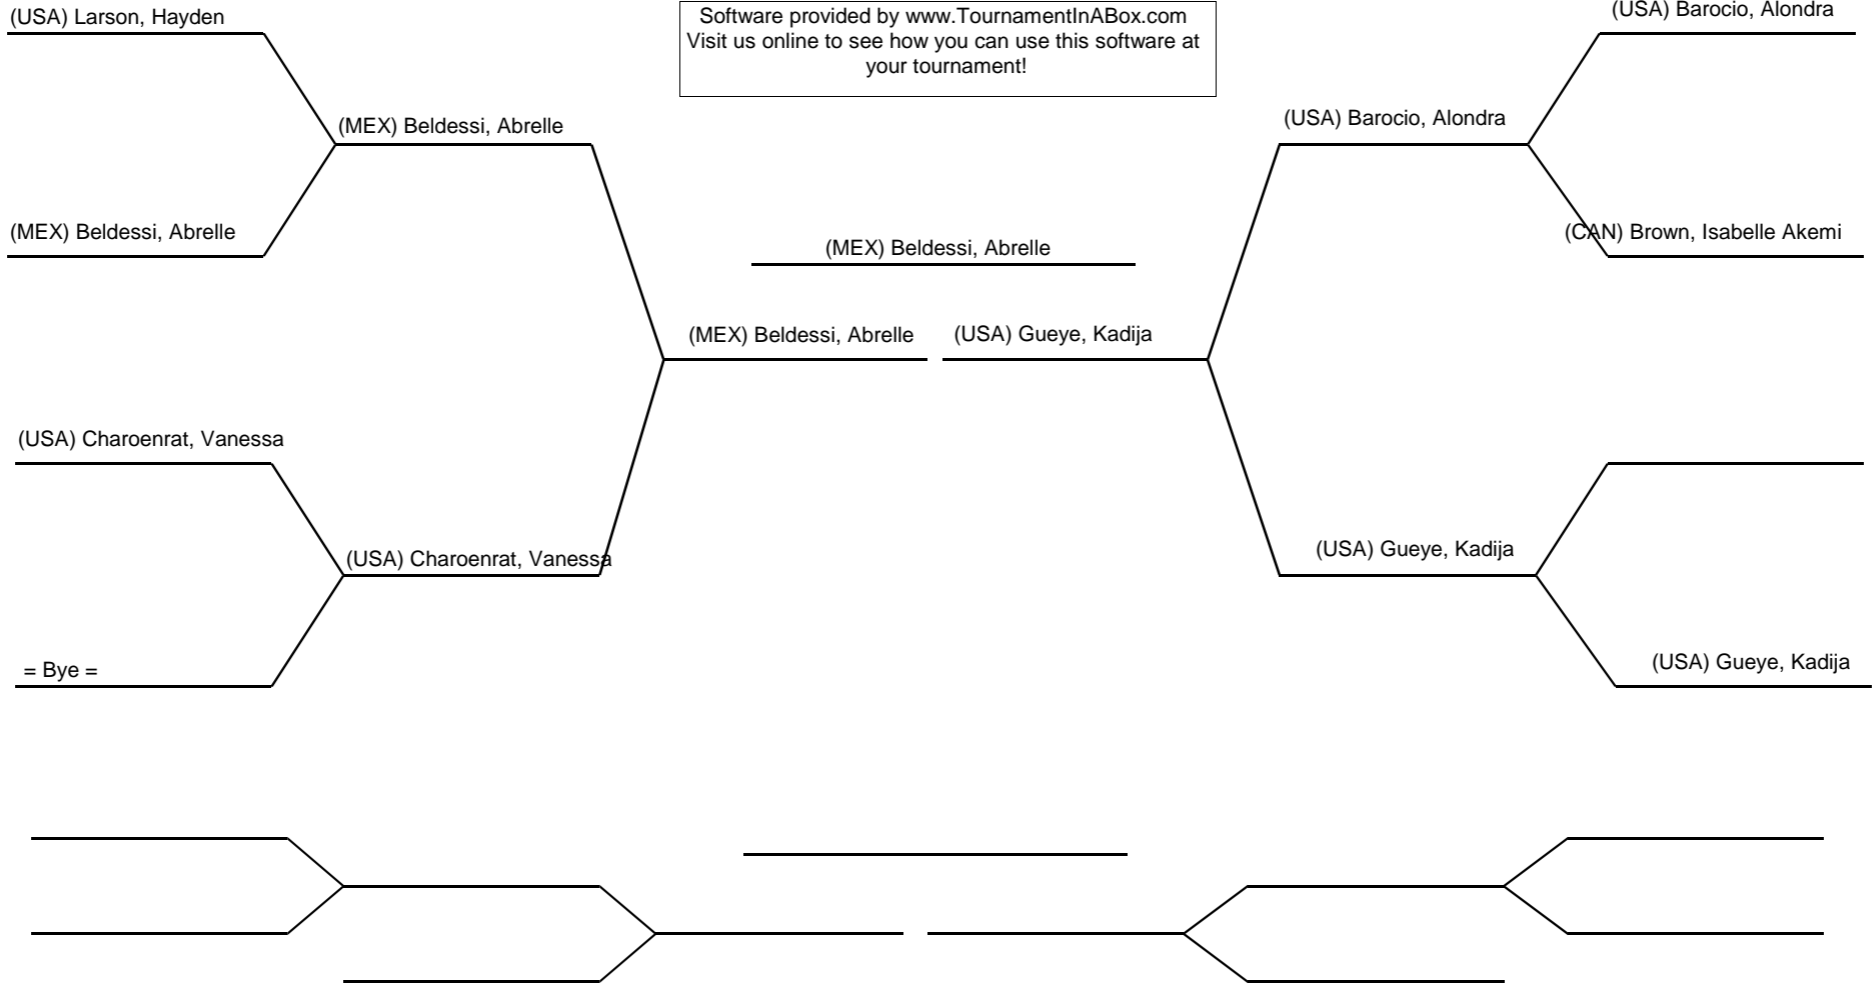 (USA) Larson, Hayden
Software provided by www.TournamentInABox.com
Visit us online to see how you can use this software at
your tournament!
(USA) Barocio, Alondra
(MEX) Beldessi, Abrelle
(USA) Barocio, Alondra
(MEX) Beldessi, Abrelle
(MEX) Beldessi, Abrelle
(CAN) Brown, Isabelle Akemi
(MEX) Beldessi, Abrelle
(USA) Gueye, Kadija
(USA) Charoenrat, Vanessa
(USA) Charoenrat, Vanessa
(USA) Gueye, Kadija
= Bye =
(USA) Gueye, Kadija